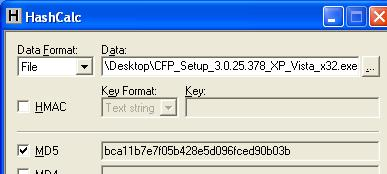 H HashCalc
Data Format: Data:
File \Desktop\CFP_Setup_3.0.25.378_XP_Vista_x32.exe ...
Key Format: Key:
HMAC Text string
MD5 bca11b7e7f05b428e5d096fced90b03b
MD4